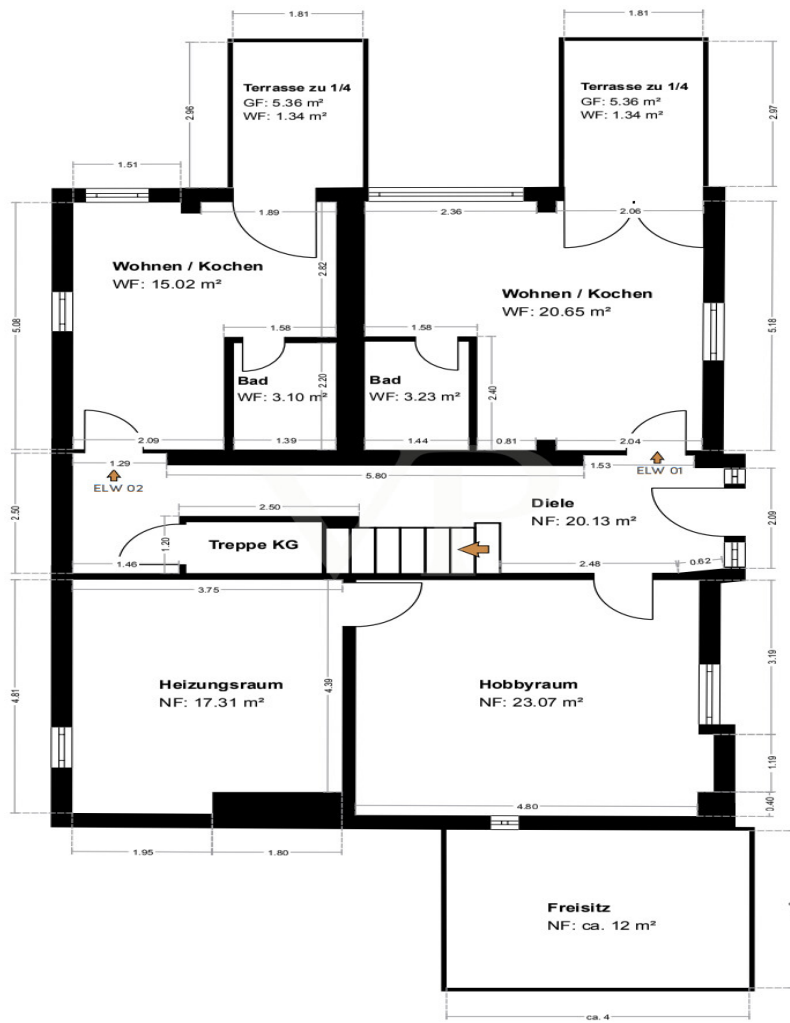 1.81
1.81
Terrasse zu 1/4
GF: 5.36 m²
WF: 1.34 m²
Terrasse zu 1/4
GF: 5.36 m²
WF: 1.34 m²
2.96
2.97
1.51
1.89
2.36
2.06
Wohnen / Kochen
WF: 15.02 m²
2.82
Wohnen / Kochen
WF: 20.65 m²
5.08
5.18
1.58
1.58
Bad
WF: 3.10 m²
2.20
Bad
WF: 3.23 m²
2.40
2.09
1.39
1.44
0.81
2.04
1.29
5.80
1.53
ELW 02
ELW 01
VP
2.50
2.09
2.50
Diele
NF: 20.13 m²
1.20
Treppe KG
1.46
2.48
0.62
3.75
4.81
Heizungsraum
NF: 17.31 m²
4.39
Hobbyraum
NF: 23.07 m²
3.19
1.19
0.40
4.80
1.95
1.80
Freisitz
NF: ca. 12 m²
ca. 4